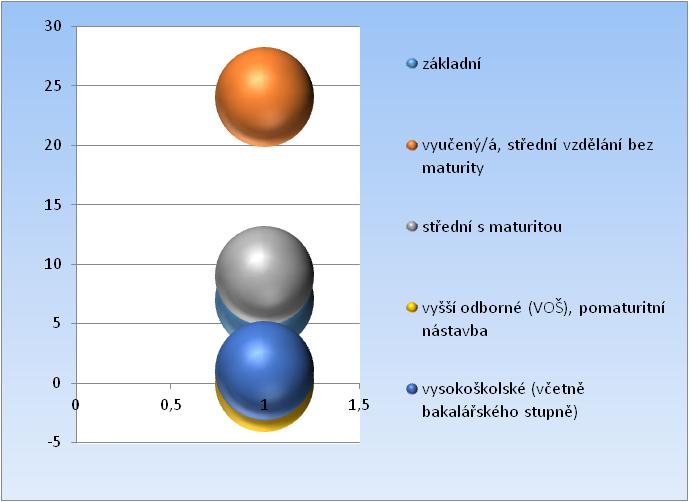 30
25
20
15
10
5
0
-5
0
0,5
1
1,5
základní
vyučený/á, střední vzdělání bez
maturity
střední s maturitou
vyšší odborné (VOŠ), pomaturitní
nástavba
vysokoškolské (včetně
bakalářského stupně)